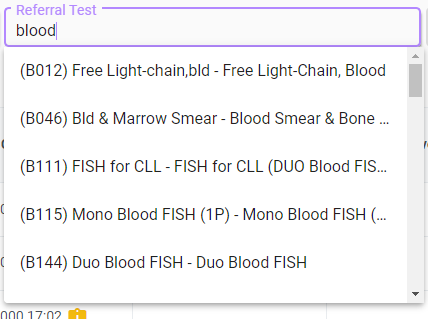 Referral Test
blood
(B012) Free Light-chain,bld - Free Light-Chain, Blood
(B046) Bld & Marrow Smear - Blood Smear & Bone ...
(B111) FISH for CLL - FISH for CLL (DUO Blood FIS...
(B115) Mono Blood FISH (1P) - Mono Blood FISH (...
(B144) Duo Blood FISH - Duo Blood FISH
000 17:02